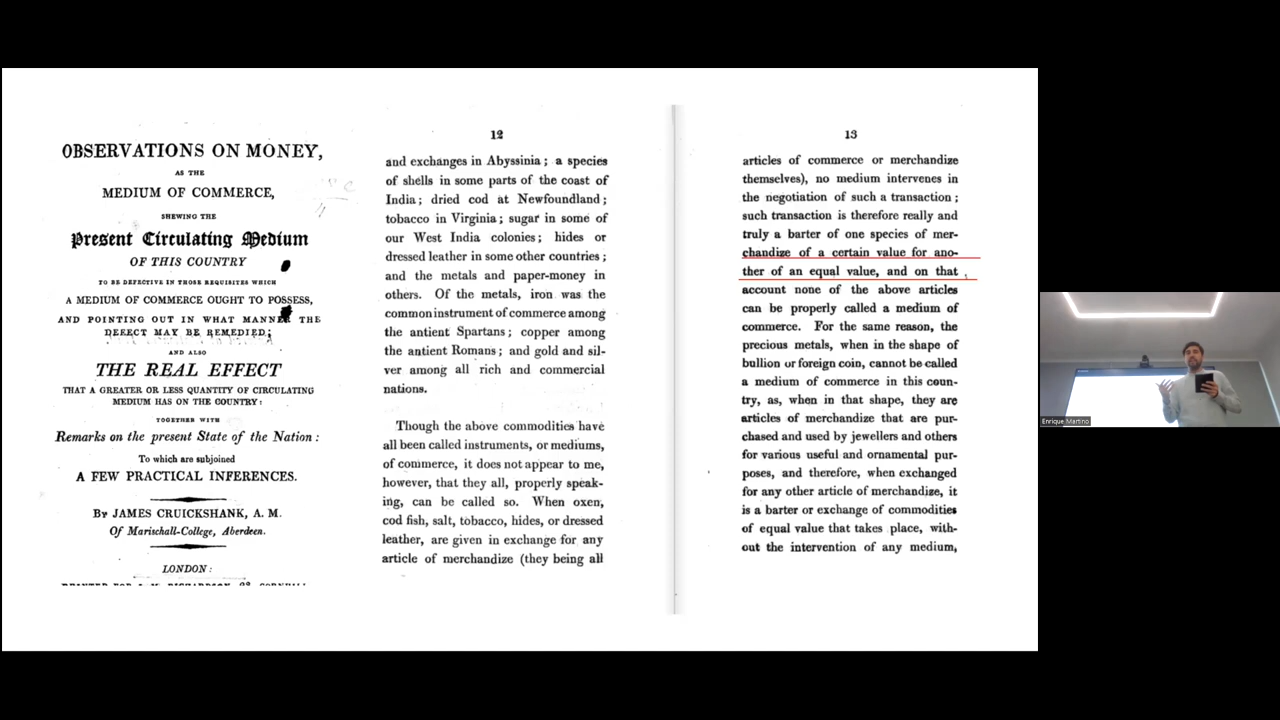 OBSERVATIONS ON MONEY,
AS THE
MEDIUM OF COMMERCE,
SHEWING THE
Present Circulating Medium
OF THIS COUNTRY
TO BE DEFECTIVE IN THOSE REQUISITES WHICH
A MEDIUM OF COMMERCE OUGHT TO POSSESS,
AND POINTING OUT IN WHAT MANNER THE
DEFECT MAY BE REMEDIED;
AND ALSO
THE REAL EFFECT
THAT A GREATER OR LESS QUANTITY OF CIRCULATING
MEDIUM HAS ON THE COUNTRY:
TOGETHER WITH
Remarks on the present State of the Nation:
To which are subjoined
A FEW PRACTICAL INFERENCES.
By JAMES CRUICKSHANK, A. M.
Of Marischall-College, Aberdeen.
LONDON:
12
and exchanges in Abyssinia; a species
of shells in some parts of the coast of
India; dried cod at Newfoundland;
tobacco in Virginia; sugar in some of
our West India colonies; hides or
dressed leather in some other countries;
and the metals and paper-money in
others. Of the metals, iron was the
common instrument of commerce among
the antient Spartans; copper among
the antient Romans; and gold and sil-
ver among all rich and commercial
nations.
Though the above commodities have
all been called instruments, or mediums,
of commerce, it does not appear to me,
however, that they all, properly speak-
ing, can be called so. When oxen,
cod fish, salt, tobacco, hides, or dressed
leather, are given in exchange for any
article of merchandize (they being all
13
articles of commerce or merchandize
themselves), no medium intervenes in
the negotiation of such a transaction;
such transaction is therefore really and
truly a barter of one species of mer-
chandize of a certain value for ano-
ther of an equal value, and on that
account none of the above articles
can be properly called a medium of
commerce. For the same reason, the
precious metals, when in the shape of
bullion or foreign coin, cannot be called
a medium of commerce in this coun-
try, as, when in that shape, they are
articles of merchandize that are pur-
chased and used by jewellers and others
for various useful and ornamental pur-
poses, and therefore, when exchanged
for any other article of merchandize, it
is a barter or exchange of commodities
of equal value that takes place, with-
out the intervention of any medium,
Enrique Martino